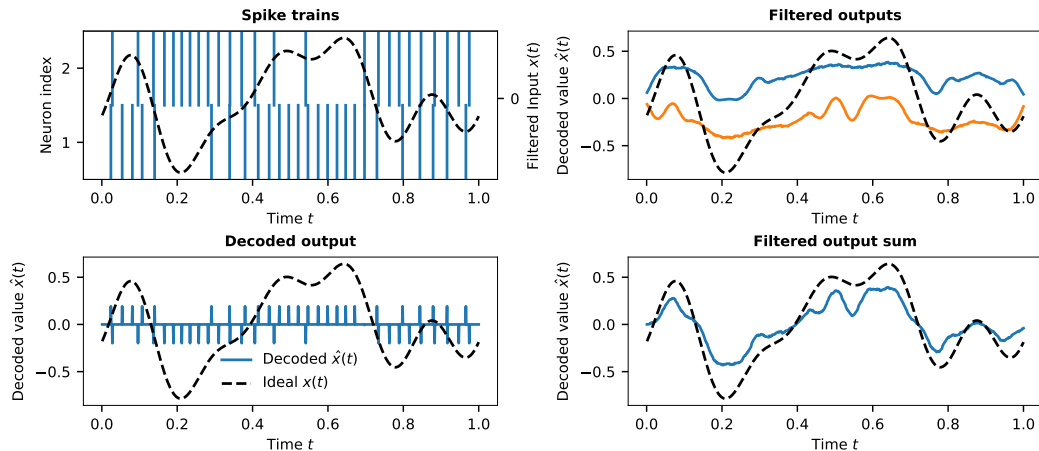 Spike trains
Neuron index
2
1
0
Filtered Input x(t)
0.0 0.2 0.4 0.6 0.8 1.0
Time t
Filtered outputs
Decoded value x̂(t)
0.5
0.0
−0.5
0.0 0.2 0.4 0.6 0.8 1.0
Time t
Decoded output
Decoded value x̂(t)
0.5
0.0
−0.5
Decoded x̂(t)
Ideal x(t)
0.0 0.2 0.4 0.6 0.8 1.0
Time t
Filtered output sum
Decoded value x̂(t)
0.5
0.0
−0.5
0.0 0.2 0.4 0.6 0.8 1.0
Time t